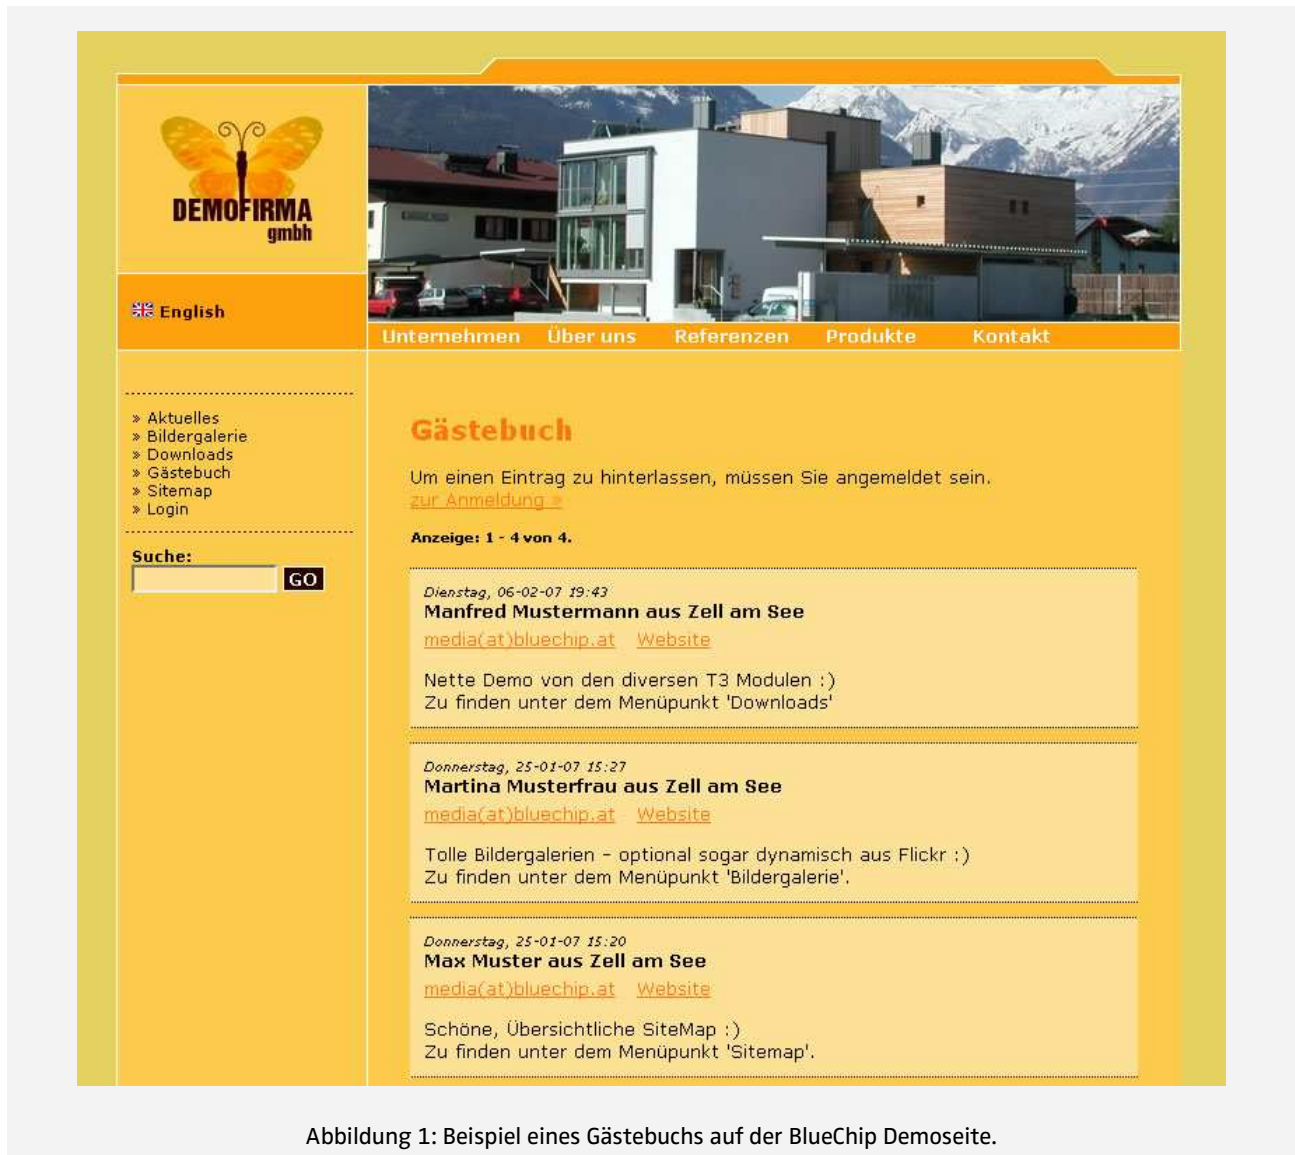 DEMOFIRMA
gmbh
English
Unternehmen Über uns Referenzen Produkte Kontakt
» Aktuelles
» Bildergalerie
» Downloads
» Gästebuch
» Sitemap
» Login
Suche:
GO
Gästebuch
Um einen Eintrag zu hinterlassen, müssen Sie angemeldet sein.
zur Anmeldung »
Anzeige: 1 - 4 von 4.
Dienstag, 06-02-07 19:43
Manfred Mustermann aus Zell am See
media(at)bluechip.at Website
Nette Demo von den diversen T3 Modulen :)
Zu finden unter dem Menüpunkt 'Downloads'
Donnerstag, 25-01-07 15:27
Martina Musterfrau aus Zell am See
media(at)bluechip.at Website
Tolle Bildergalerien - optional sogar dynamisch aus Flickr :)
Zu finden unter dem Menüpunkt 'Bildergalerie'.
Donnerstag, 25-01-07 15:20
Max Muster aus Zell am See
media(at)bluechip.at Website
Schöne, Übersichtliche SiteMap :)
Zu finden unter dem Menüpunkt 'Sitemap'.
Abbildung 1: Beispiel eines Gästebuchs auf der BlueChip Demoseite.